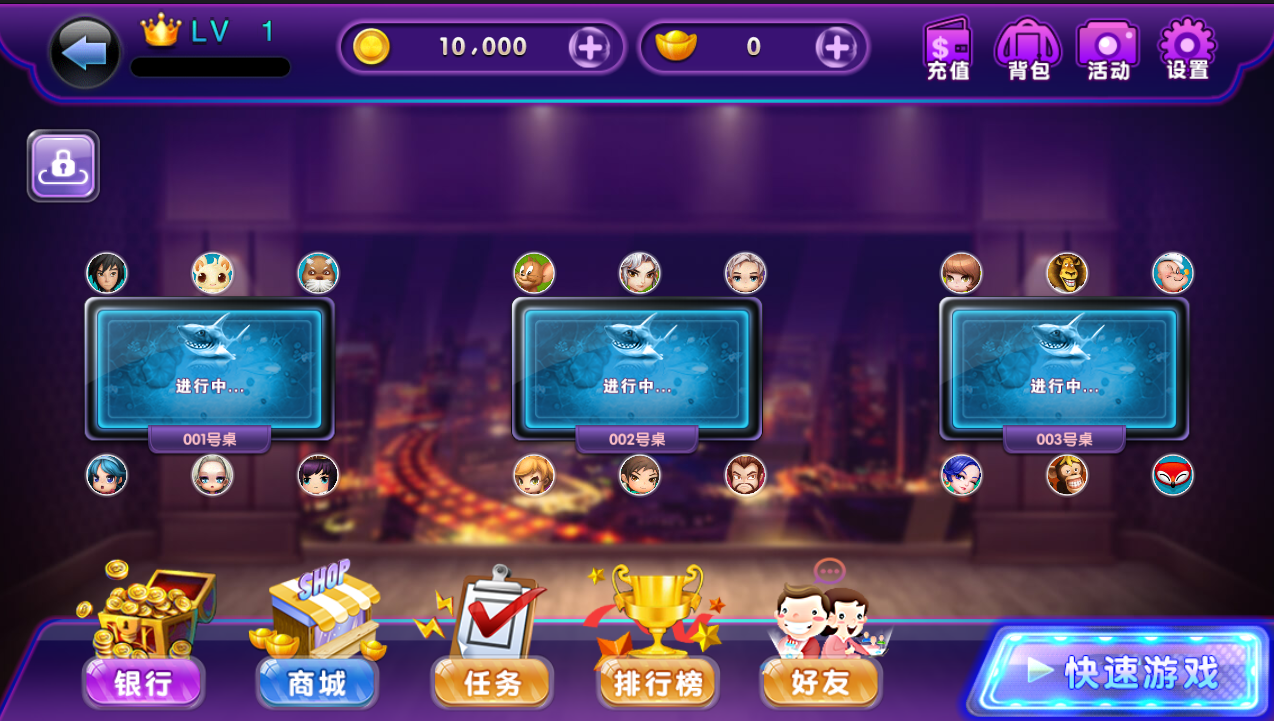 LV 1
10,000
0
充值
背包
活动
设置
进行中...
进行中...
进行中...
001号桌
002号桌
003号桌
SHOP
银行
商城
任务
排行榜
好友
快速游戏